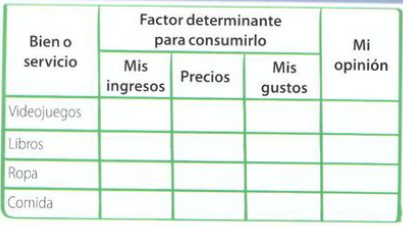 Bien o
servicio
Factor determinante
para consumirlo
Mi
opinión
Mis
ingresos
Precios
Mis
gustos
Videojuegos
Libros
Ropa
Comida